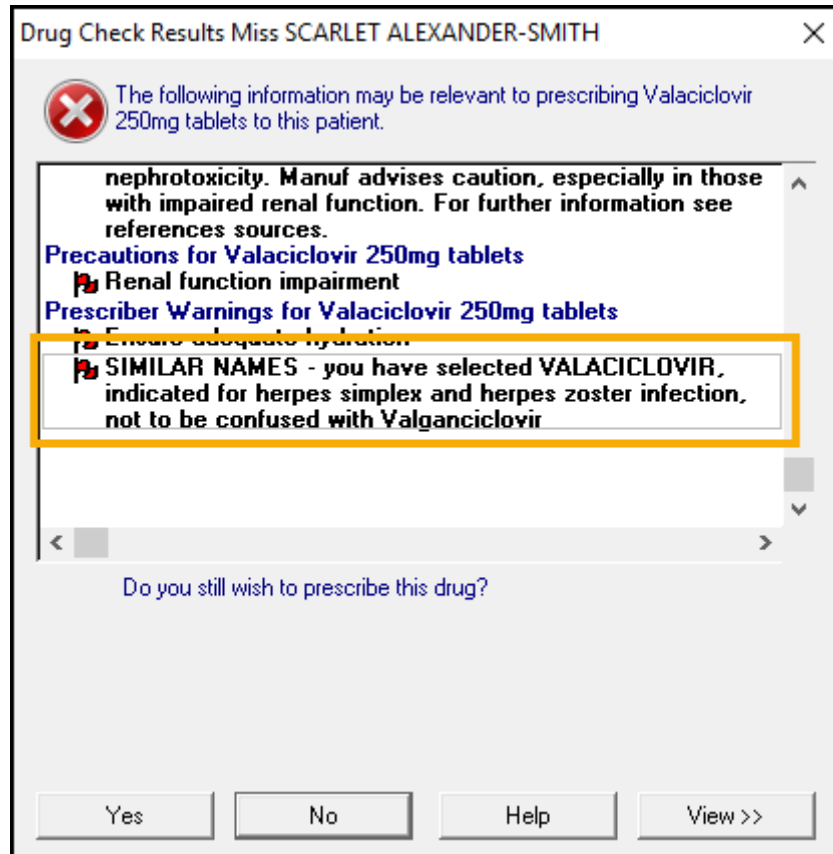 Drug Check Results Miss SCARLET ALEXANDER-SMITH
The following information may be relevant to prescribing Valaciclovir
250mg tablets to this patient.
nephrotoxicity. Manuf advises caution, especially in those
with impaired renal function. For further information see
references sources.
Precautions for Valaciclovir 250mg tablets
Renal function impairment
Prescriber Warnings for Valaciclovir 250mg tablets
Ensure adequate hydration
SIMILAR NAMES - you have selected VALACICLOVIR,
indicated for herpes simplex and herpes zoster infection,
not to be confused with Valganciclovir
Do you still wish to prescribe this drug?
Yes
No
Help
View >>